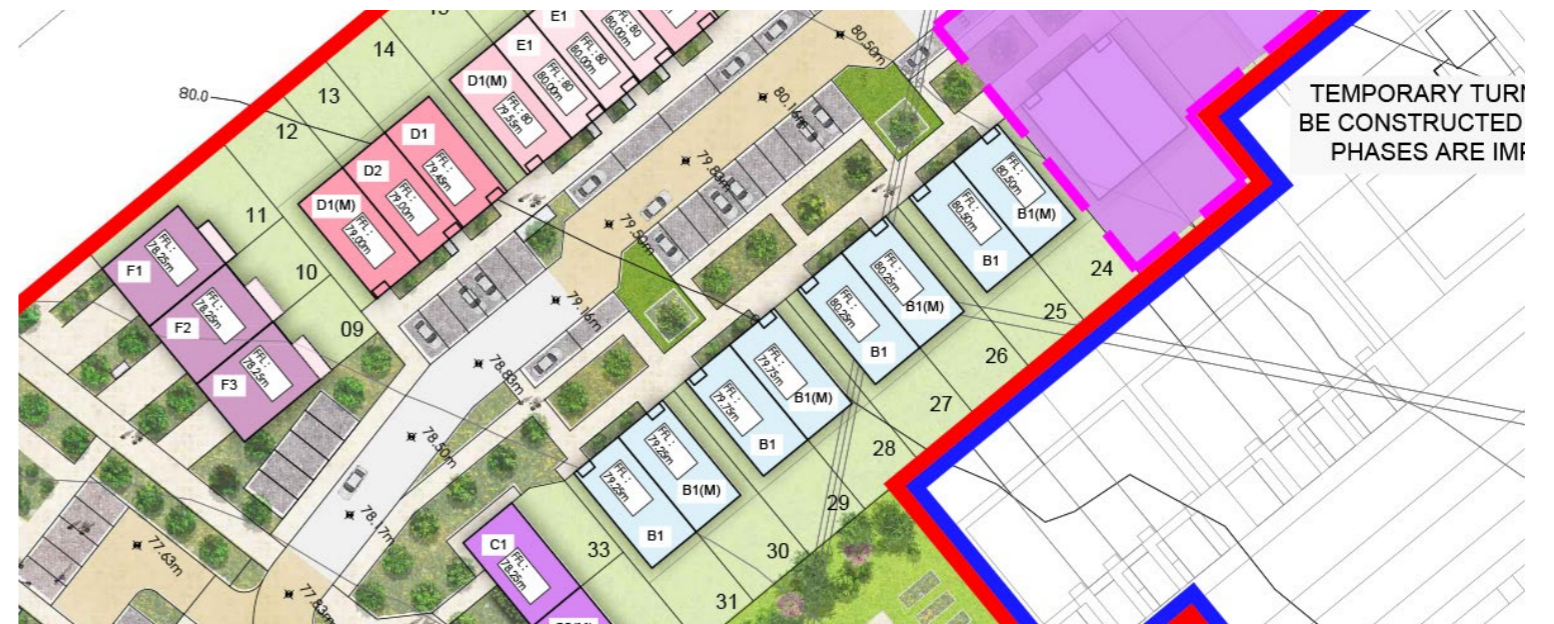 14
13
12
11
10
09
80.0
E1
E1
D1(M)
D1
D2
D1(M)
F1
F2
F3
FFL: 80
80.00m
FFL: 80
80.00m
FFL: 80
79.55m
FFL:
79.45m
FFL:
79.00m
FFL:
79.00m
FFL:
78.25m
FFL:
78.25m
FFL:
78.25m
80.50m
80.16m
79.83m
79.50m
79.16m
78.83m
78.50m
78.17m
77.83m
77.63m
TEMPORARY TURN
BE CONSTRUCTED
PHASES ARE IMP
FFL:
80.50m
B1(M)
FFL:
80.50m
B1
FFL:
80.25m
B1(M)
FFL:
80.25m
B1
FFL:
79.75m
B1(M)
FFL:
79.75m
B1
FFL:
79.25m
B1(M)
FFL:
79.25m
B1
C1
FFL:
78.25m
24
25
26
27
28
29
30
31
33